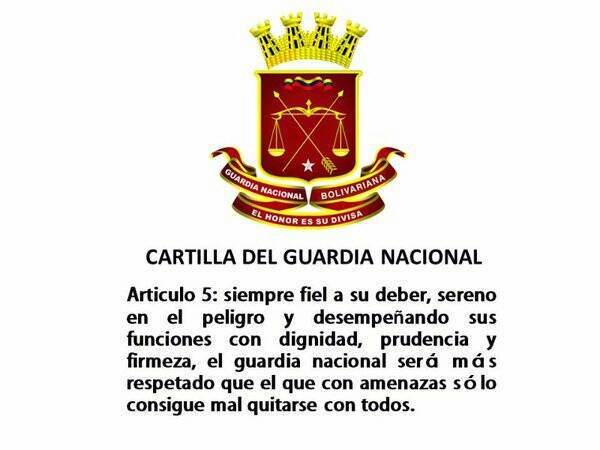 GUARDIA NACIONAL
BOLIVARIANA
EL HONOR ES SU DIVISA
CARTILLA DEL GUARDIA NACIONAL
Articulo 5: siempre fiel a su deber, sereno
en el peligro y desempeñando sus
funciones con dignidad, prudencia y
firmeza, el guardia nacional será más
respetado que el que con amenazas sólo
consigue mal quitarse con todos.